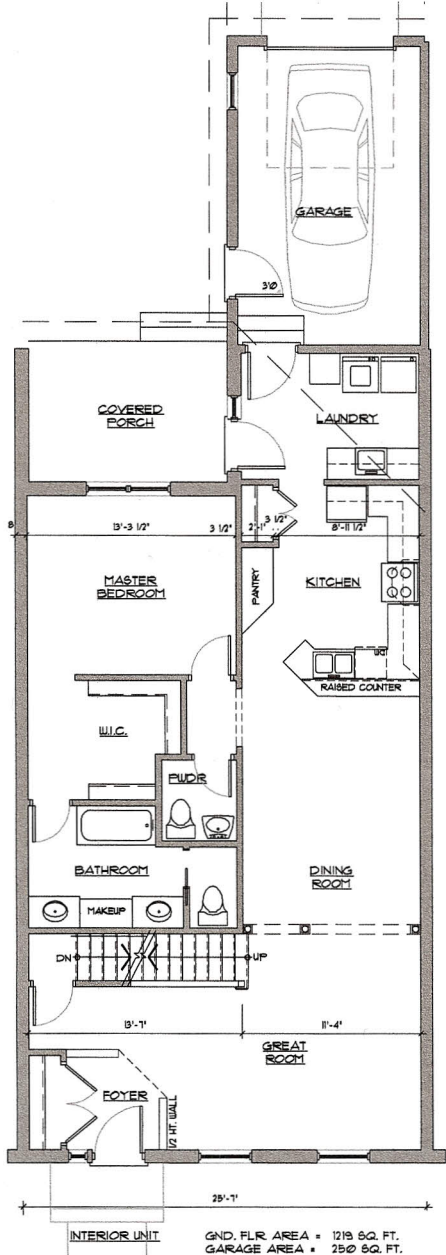 GARAGE
3'0
COVERED
PORCH
LAUNDRY
8
13'-3 1/2"
3 1/2"
2'-1"
3 1/2"
8'-11 1/2"
MASTER
BEDROOM
PANTRY
KITCHEN
DW
RAISED COUNTER
W.I.C.
PWDR
BATHROOM
MAKEUP
DINING
ROOM
DN
UP
13'-7"
11'-4"
GREAT
ROOM
FOYER
1/2 HT. WALL
25'-7"
INTERIOR UNIT
GND. FLR. AREA = 1219 SQ. FT.
GARAGE AREA = 250 SQ. FT.